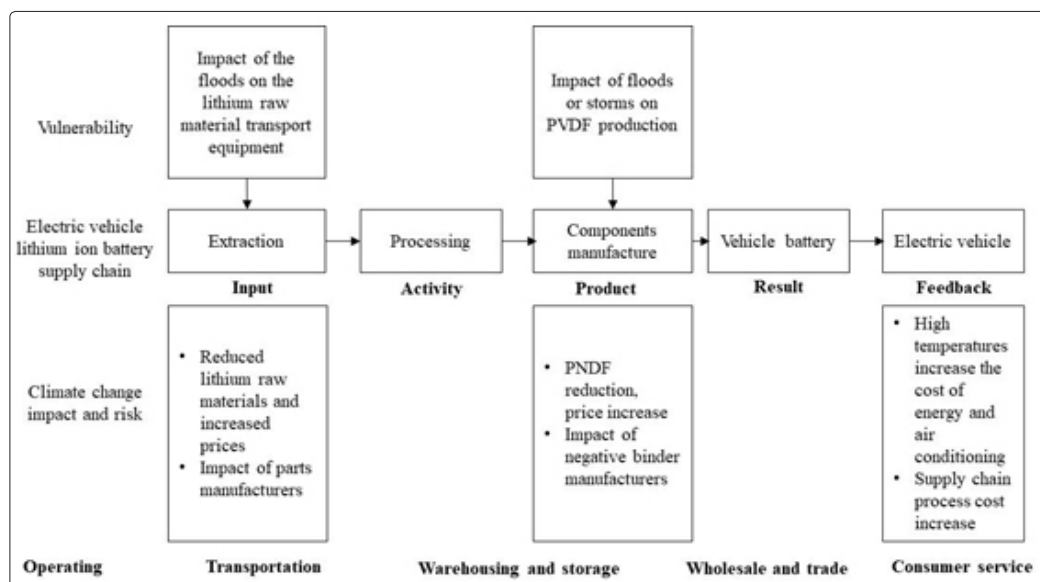 Impact of the
floods on the
lithium raw
material transport
equipment
Impact of floods
or storms on
PVDF production
Vulnerability
Electric vehicle
lithium ion battery
supply chain
Extraction
Processing
Components
manufacture
Vehicle battery
Electric vehicle
Input
Activity
Product
Result
Feedback
Climate change
impact and risk
• Reduced
lithium raw
materials and
increased
prices
• Impact of parts
manufacturers
• PNDF
reduction,
price increase
• Impact of
negative binder
manufacturers
• High
temperatures
increase the
cost of
energy and
air
conditioning
• Supply chain
process cost
increase
Operating
Transportation
Warehousing and storage
Wholesale and trade
Consumer service